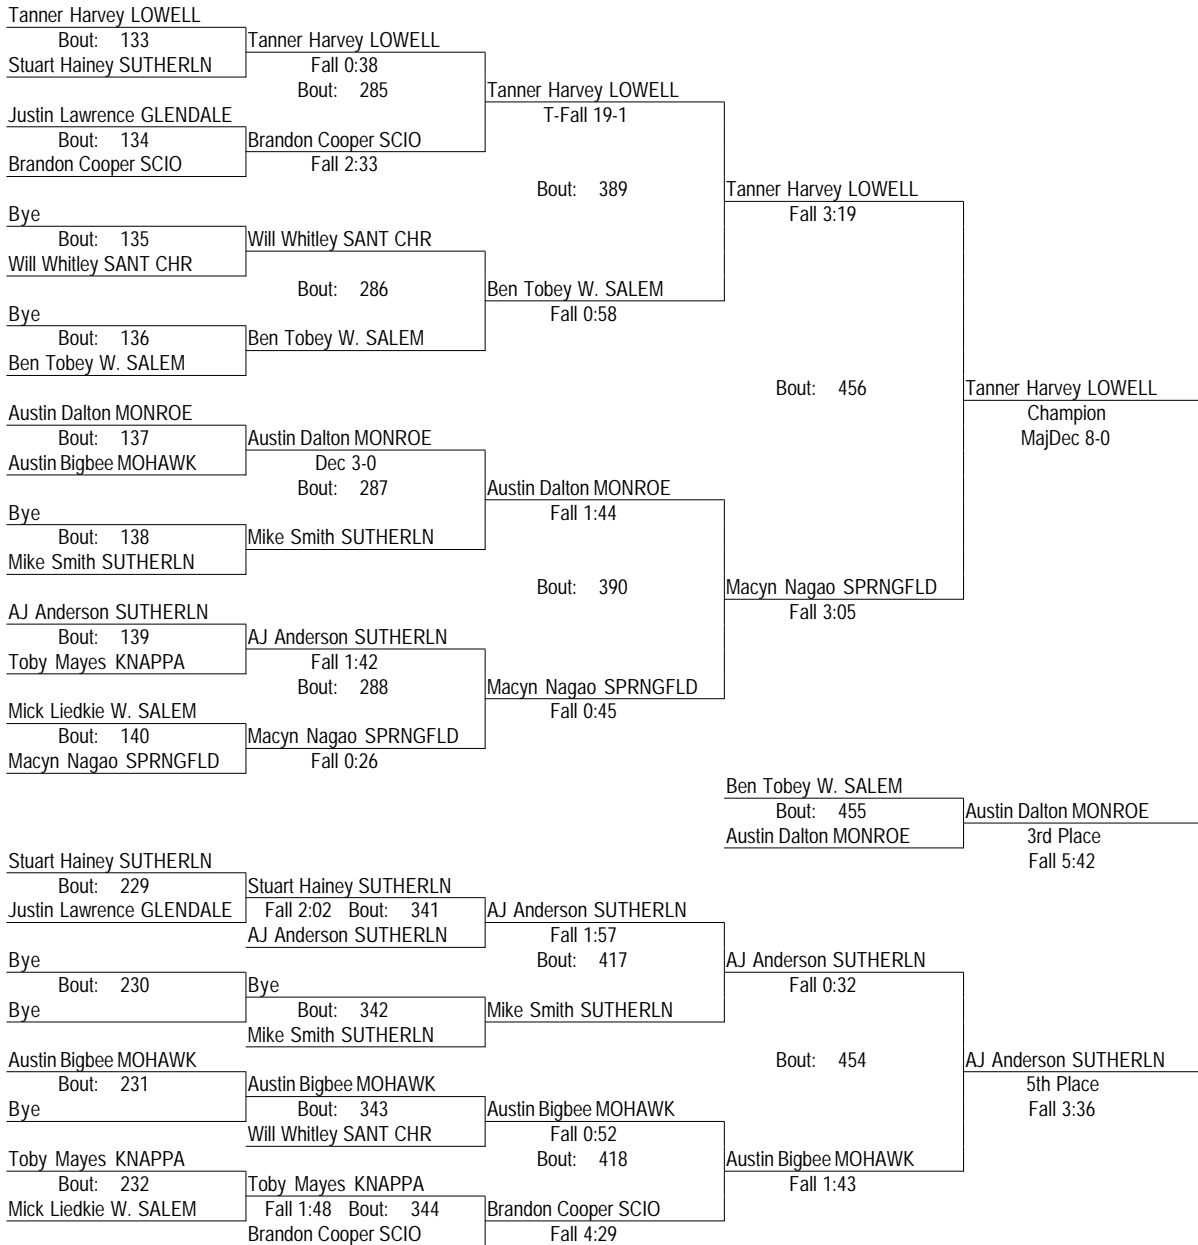 Tanner Harvey LOWELL
Bout: 133
Tanner Harvey LOWELL
Stuart Hainey SUTHERLN
Fall 0:38
Bout: 285
Tanner Harvey LOWELL
Justin Lawrence GLENDALE
T-Fall 19-1
Bout: 134
Brandon Cooper SCIO
Brandon Cooper SCIO
Fall 2:33
Bout: 389
Tanner Harvey LOWELL
Bye
Fall 3:19
Bout: 135
Will Whitley SANT CHR
Will Whitley SANT CHR
Bout: 286
Ben Tobey W. SALEM
Bye
Fall 0:58
Bout: 136
Ben Tobey W. SALEM
Ben Tobey W. SALEM
Bout: 456
Tanner Harvey LOWELL
Austin Dalton MONROE
Champion
Bout: 137
Austin Dalton MONROE
MajDec 8-0
Austin Bigbee MOHAWK
Dec 3-0
Bout: 287
Austin Dalton MONROE
Bye
Fall 1:44
Bout: 138
Mike Smith SUTHERLN
Mike Smith SUTHERLN
Bout: 390
Macyn Nagao SPRNGFLD
AJ Anderson SUTHERLN
Fall 3:05
Bout: 139
AJ Anderson SUTHERLN
Toby Mayes KNAPPA
Fall 1:42
Bout: 288
Macyn Nagao SPRNGFLD
Mick Liedkie W. SALEM
Fall 0:45
Bout: 140
Macyn Nagao SPRNGFLD
Macyn Nagao SPRNGFLD
Fall 0:26
Ben Tobey W. SALEM
Bout: 455
Austin Dalton MONROE
Austin Dalton MONROE
3rd Place
Fall 5:42
Stuart Hainey SUTHERLN
Bout: 229
Stuart Hainey SUTHERLN
Justin Lawrence GLENDALE
Fall 2:02 Bout: 341
AJ Anderson SUTHERLN
AJ Anderson SUTHERLN
Fall 1:57
Bye
Bout: 417
AJ Anderson SUTHERLN
Bout: 230
Bye
Fall 0:32
Bye
Bout: 342
Mike Smith SUTHERLN
Mike Smith SUTHERLN
Austin Bigbee MOHAWK
Bout: 454
AJ Anderson SUTHERLN
Bout: 231
Austin Bigbee MOHAWK
5th Place
Bye
Bout: 343
Austin Bigbee MOHAWK
Fall 3:36
Will Whitley SANT CHR
Fall 0:52
Toby Mayes KNAPPA
Bout: 418
Austin Bigbee MOHAWK
Bout: 232
Toby Mayes KNAPPA
Fall 1:43
Mick Liedkie W. SALEM
Fall 1:48 Bout: 344
Brandon Cooper SCIO
Brandon Cooper SCIO
Fall 4:29